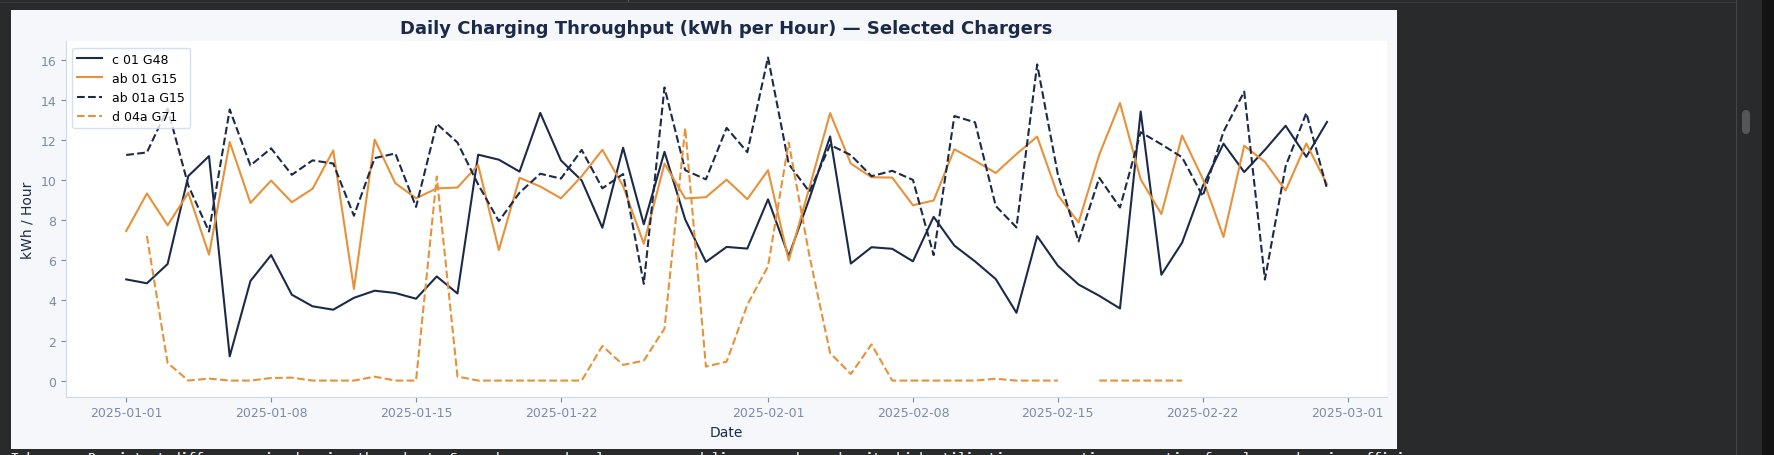 Daily Charging Throughput (kWh per Hour) — Selected Chargers
c 01 G48
ab 01 G15
ab 01a G15
d 04a G71
16
14
12
10
8
6
4
2
0
kWh / Hour
2025-01-01 2025-01-08 2025-01-15 2025-01-22 2025-02-01 2025-02-08 2025-02-15 2025-02-22 2025-03-01
Date